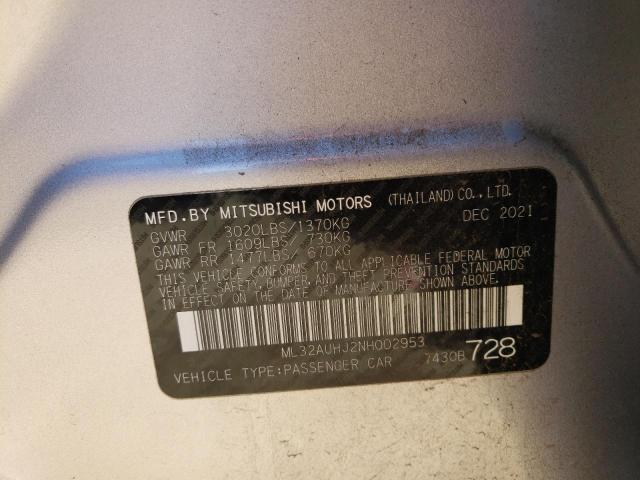 MFD.BY MITSUBISHI MOTORS (THAILAND)CO.,LTD.
GVWR 3020LBS/1370KG DEC 2021
GAWR FR 1609LBS/ 730KG
GAWR RR 1477LBS/ 670KG
THIS VEHICLE CONFORMS TO ALL APPLICABLE FEDERAL MOTOR
VEHICLE SAFETY, BUMPER, AND THEFT PREVENTION STANDARDS
IN EFFECT ON THE DATE OF MANUFACTURE SHOWN ABOVE.
ML32AUHJ2NH002953
VEHICLE TYPE:PASSENGER CAR 7430B 728